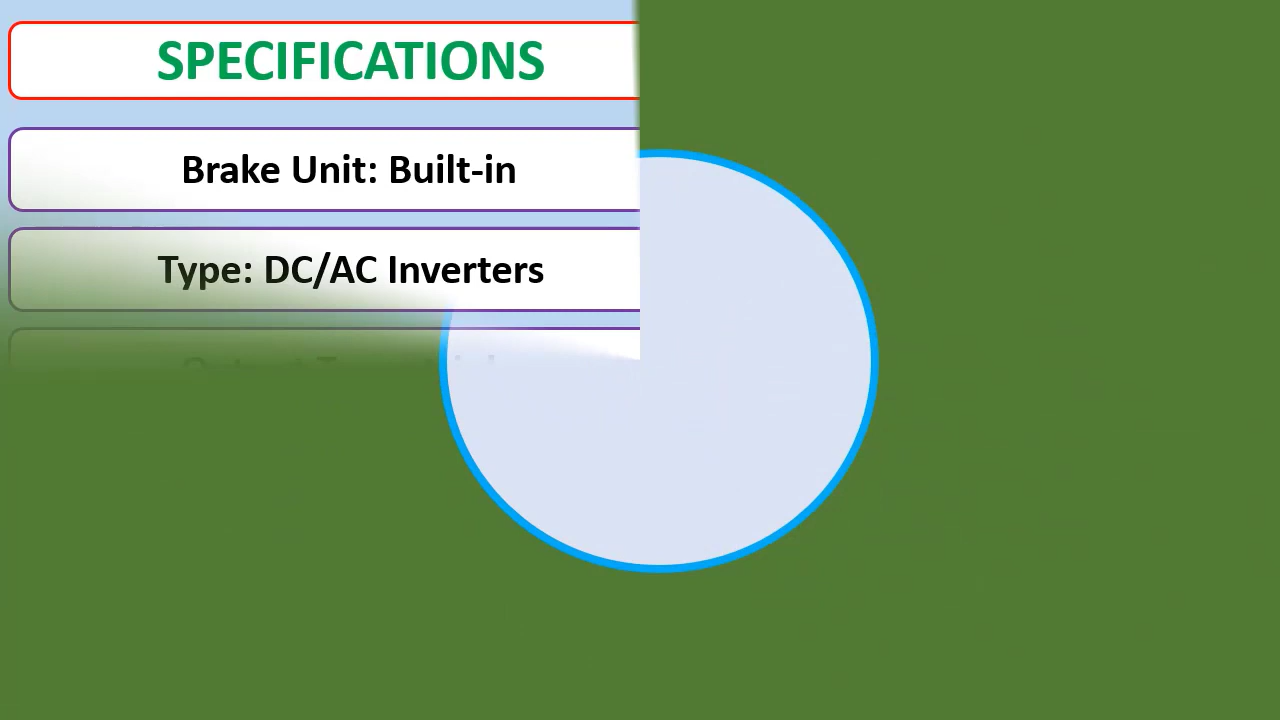 SPECIFICATIONS
Brake Unit: Built-in
Type: DC/AC Inverters